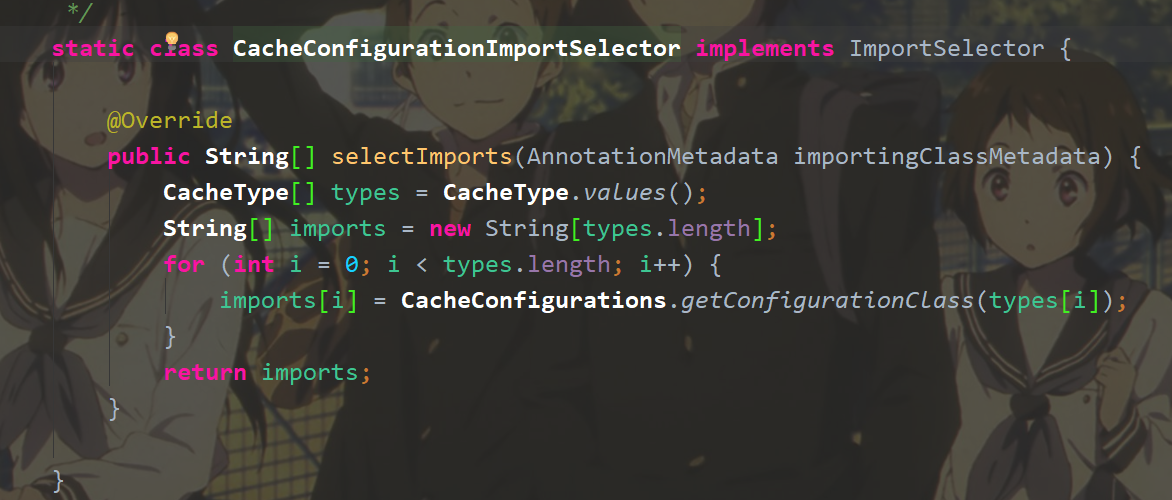 */
static class CacheConfigurationImportSelector implements ImportSelector {
@Override
public String[] selectImports(AnnotationMetadata importingClassMetadata) {
CacheType[] types = CacheType.values();
String[] imports = new String[types.length];
for (int i = 0; i < types.length; i++) {
imports[i] = CacheConfigurations.getConfigurationClass(types[i]);
}
return imports;
}
}